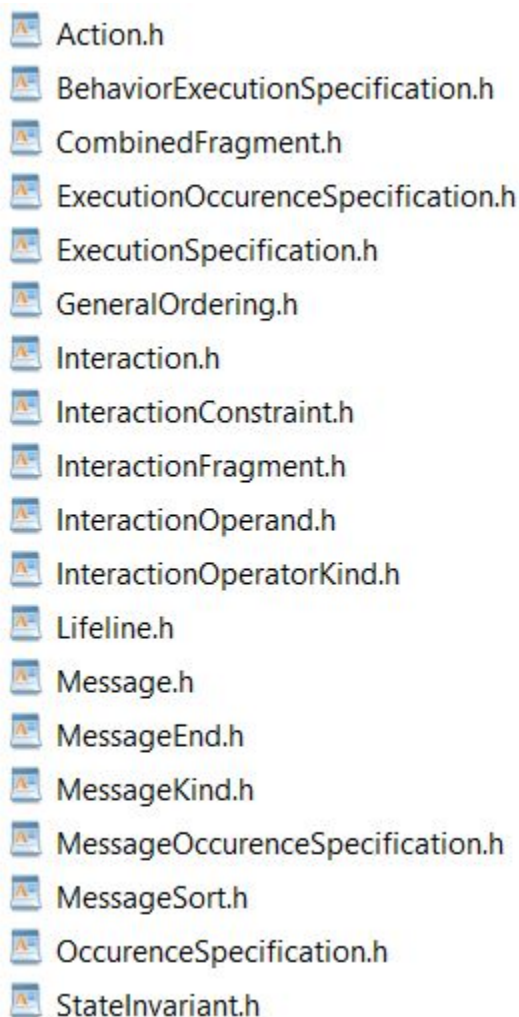 Action.h
BehaviorExecutionSpecification.h
CombinedFragment.h
ExecutionOccurenceSpecification.h
ExecutionSpecification.h
GeneralOrdering.h
Interaction.h
InteractionConstraint.h
InteractionFragment.h
InteractionOperand.h
InteractionOperatorKind.h
Lifeline.h
Message.h
MessageEnd.h
MessageKind.h
MessageOccurenceSpecification.h
MessageSort.h
OccurenceSpecification.h
StateInvariant.h